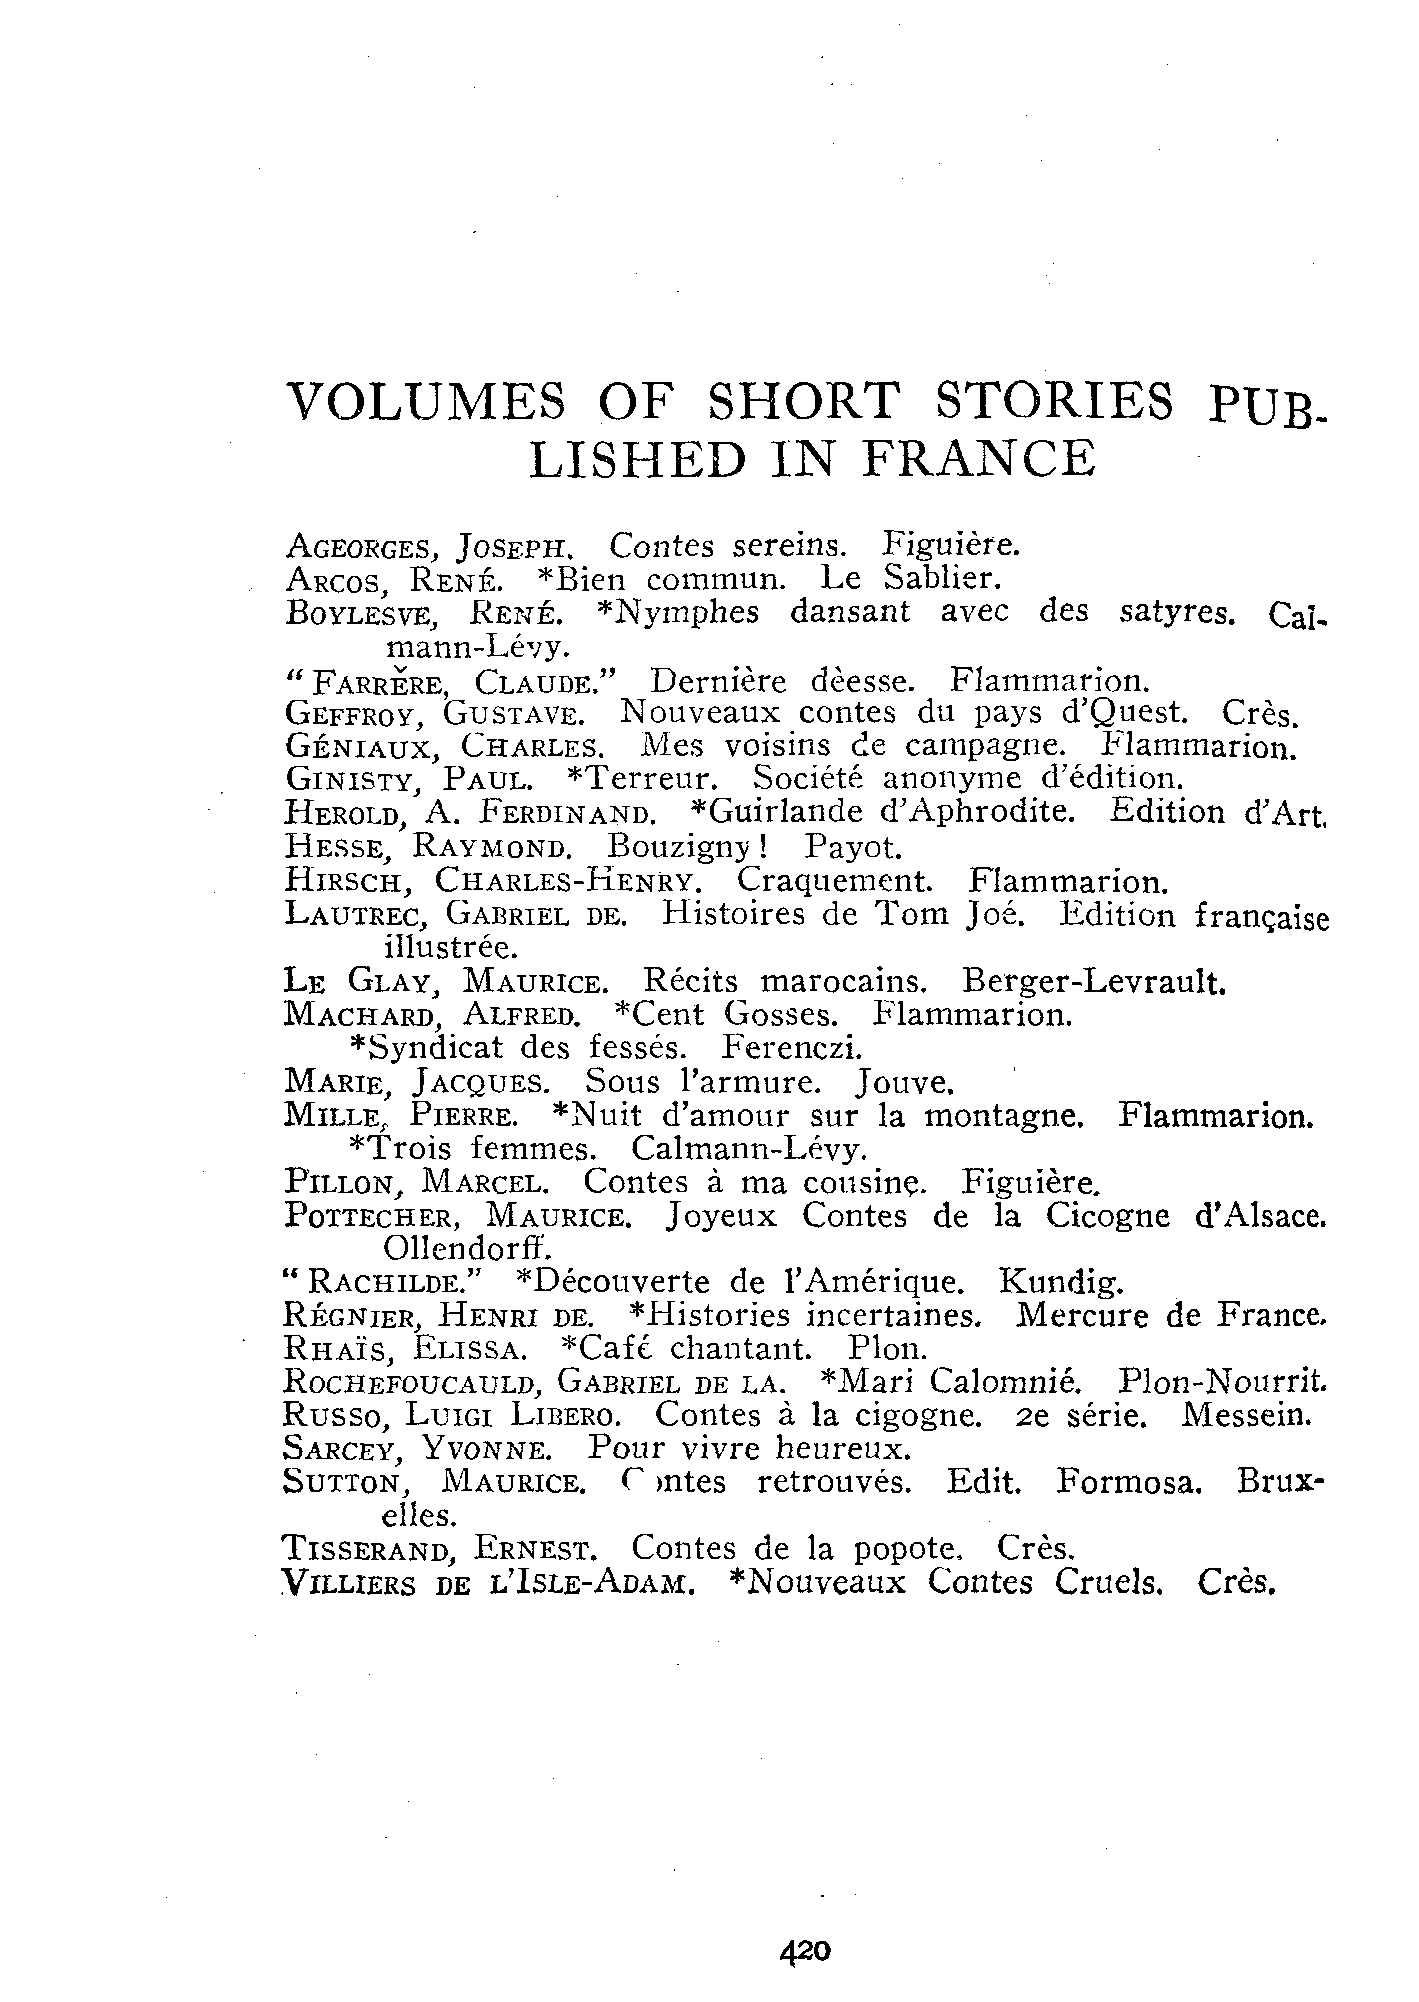 VOLUMES OF SHORT STORIES PUB-
LISHED IN FRANCE
AGEORGES, JOSEPH. Contes sereins. Figuière.
ARCOS, RENÉ. *Bien commun. Le Sablier.
BOYLESVE, RENÉ. *Nymphes dansant avec des satyres. Cal-
mann-Lévy.
"FARRĚRE, CLAUDE." Dernière dèesse. Flammarion.
GEFFROY, GUSTAVE. Nouveaux contes du pays d'Quest. Crès.
GÉNIAUX, CHARLES. Mes voisins de campagne. Flammarion.
GINISTY, PAUL. *Terreur. Société anonyme d'édition.
HEROLD, A. FERDINAND. *Guirlande d'Aphrodite. Edition d'Art.
HESSE, RAYMOND. Bouzigny! Payot.
HIRSCH, CHARLES-HENRY. Craquement. Flammarion.
LAUTREC, GABRIEL DE. Histoires de Tom Joé. Edition française
illustrée.
LE GLAY, MAURICE. Récits marocains. Berger-Levrault.
MACHARD, ALFRED. *Cent Gosses. Flammarion.
*Syndicat des fessés. Ferenczi.
MARIE, JACQUES. Sous l'armure. Jouve.
MILLE, PIERRE. *Nuit d'amour sur la montagne. Flammarion.
*Trois femmes. Calmann-Lévy.
PILLON, MARCEL. Contes à ma cousine. Figuière.
POTTECHER, MAURICE. Joyeux Contes de la Cicogne d'Alsace.
Ollendorff.
"RACHILDE." *Découverte de l'Amérique. Kundig.
RÉGNIER, HENRI DE. *Histories incertaines. Mercure de France.
RHAÏS, ELISSA. *Café chantant. Plon.
ROCHEFOUCAULD, GABRIEL DE LA. *Mari Calomnié. Plon-Nourrit.
RUSSO, LUIGI LIBERO. Contes à la cigogne. 2e série. Messein.
SARCEY, YVONNE. Pour vivre heureux.
SUTTON, MAURICE. Contes retrouvés. Edit. Formosa. Brux-
elles.
TISSERAND, ERNEST. Contes de la popote. Crès.
VILLIERS DE L'ISLE-ADAM. *Nouveaux Contes Cruels. Crès.
420